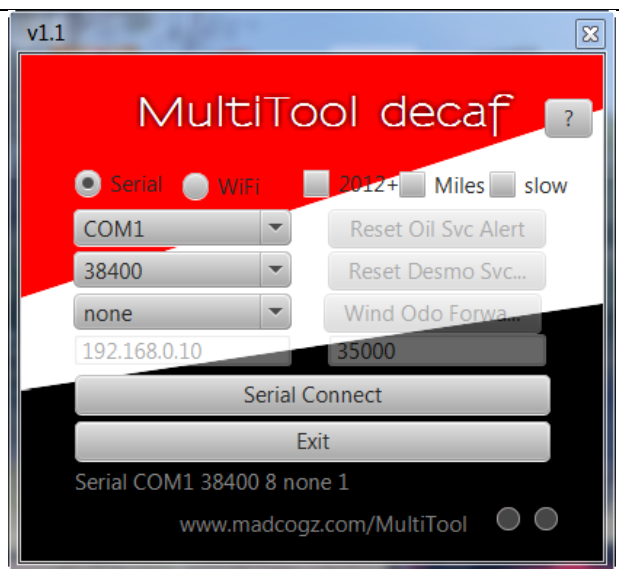 v1.1
MultiTool decaf ?
Serial WiFi 2012+ Miles slow
COM1 Reset Oil Svc Alert
38400 Reset Desmo Svc...
none Wind Odo Forwa...
192.168.0.10 35000
Serial Connect
Exit
Serial COM1 38400 8 none 1
www.madcogz.com/MultiTool